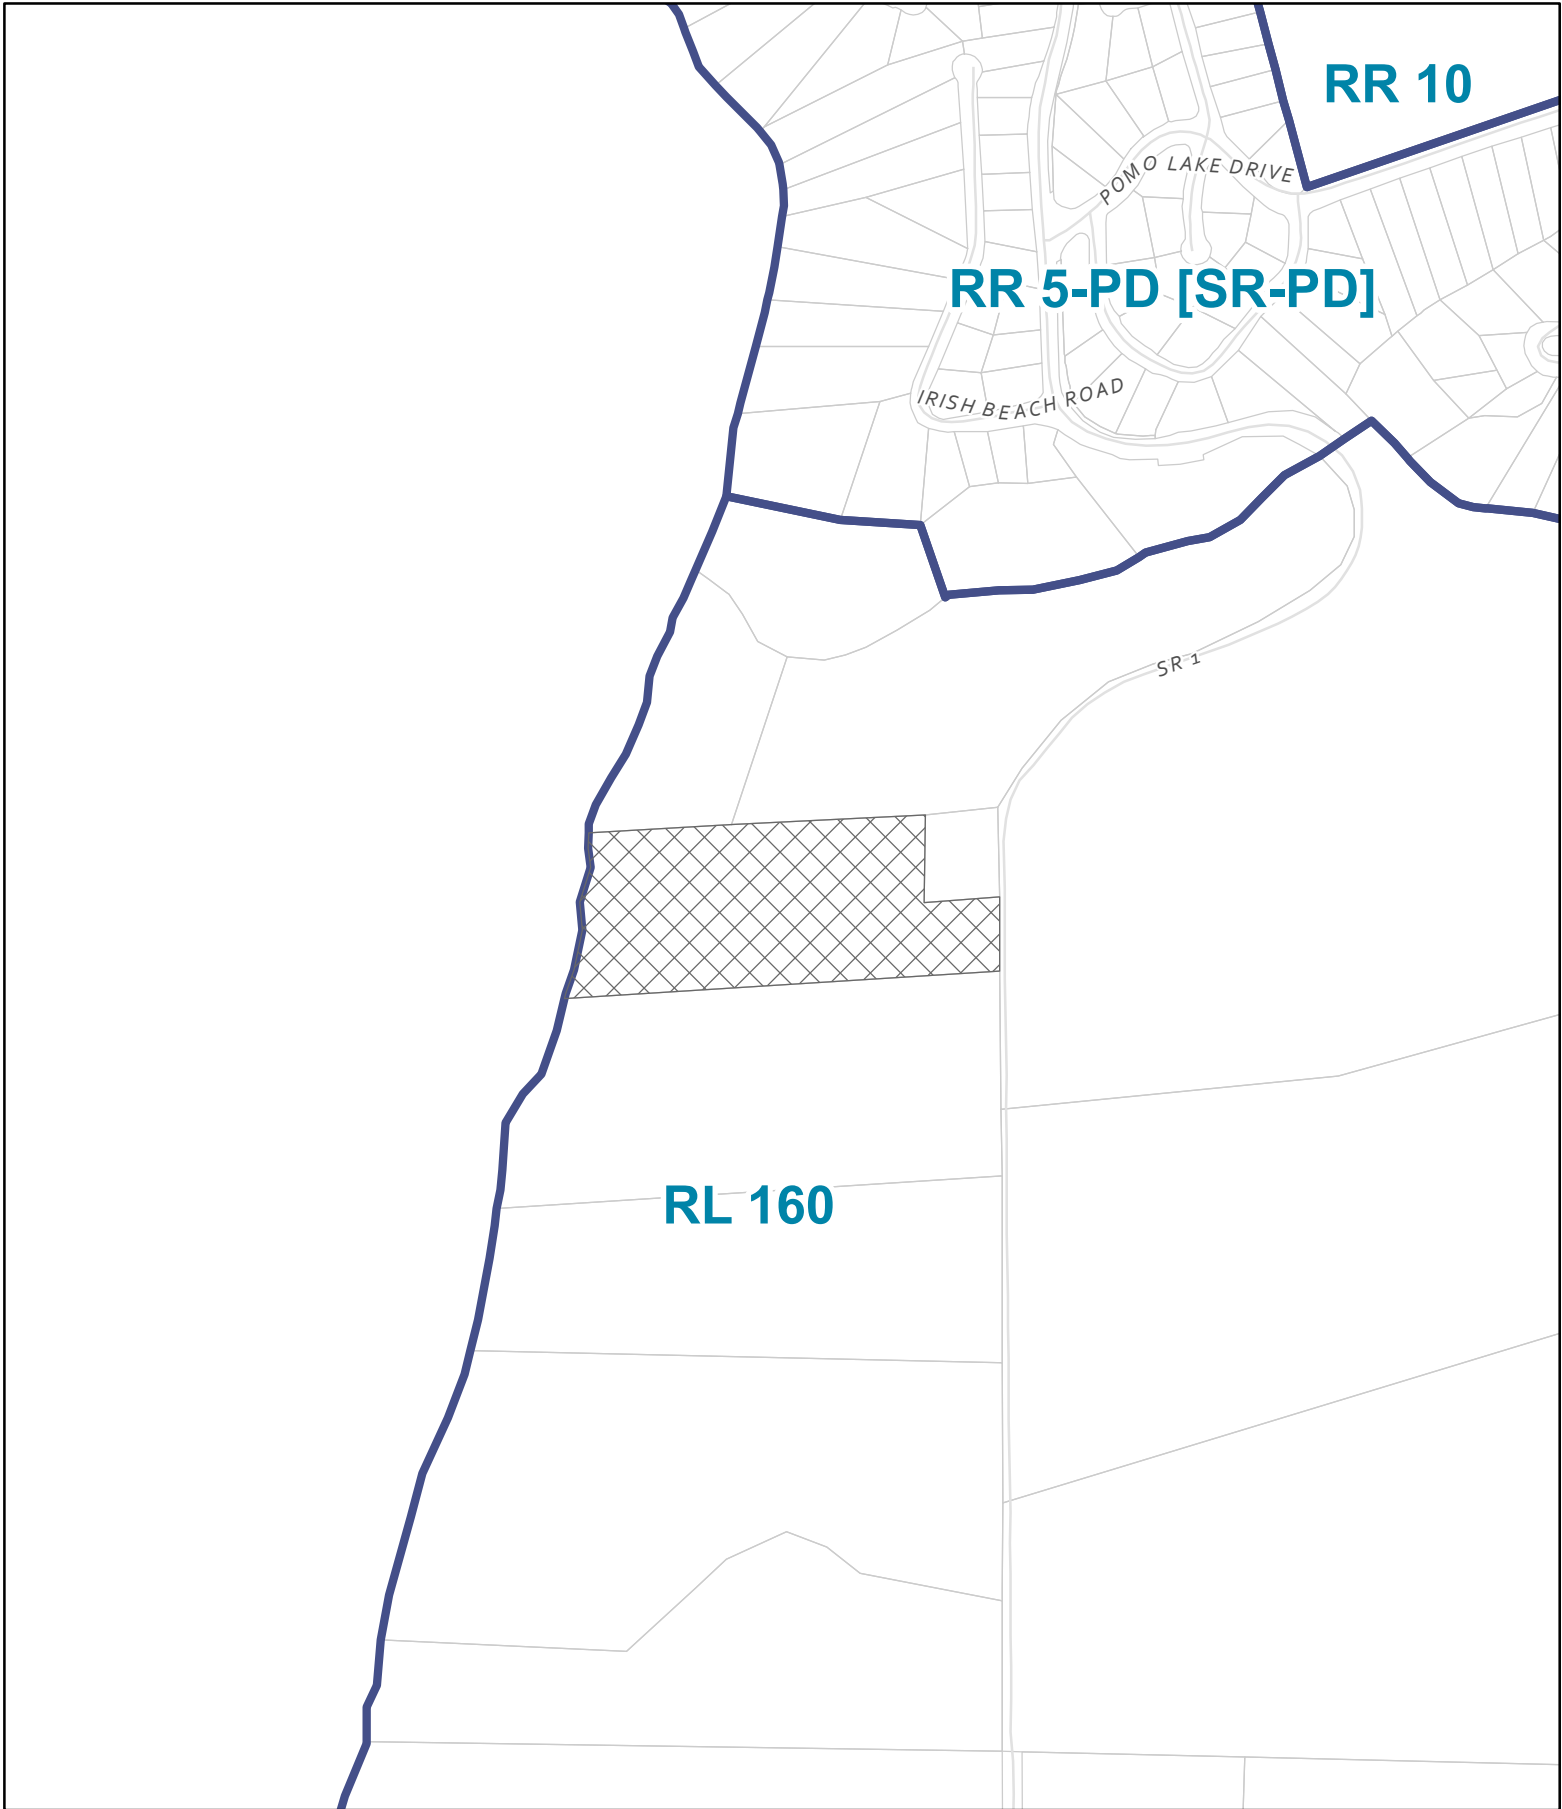 RR 10
POMO LAKE DRIVE
RR 5-PD [SR-PD]
IRISH BEACH ROAD
SR 1
RL 160